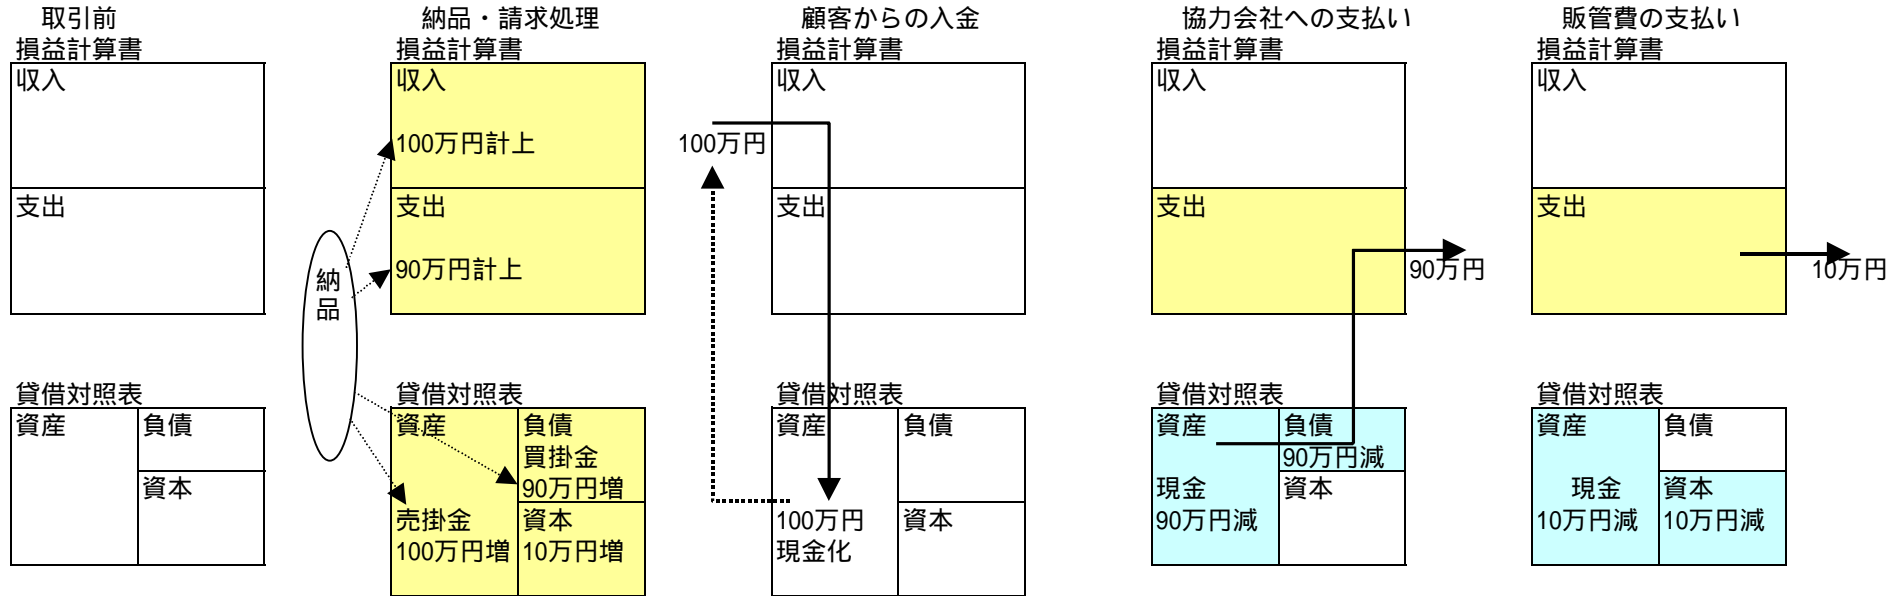 取引前
損益計算書
収入
支出
貸借対照表
資産
負債
資本
納
品
納品・請求処理
損益計算書
収入
100万円計上
支出
90万円計上
貸借対照表
資産
売掛金
100万円増
負債
買掛金
90万円増
資本
10万円増
顧客からの入金
損益計算書
収入
100万円
支出
貸借対照表
資産
100万円
現金化
負債
資本
協力会社への支払い
損益計算書
収入
支出
90万円
貸借対照表
資産
現金
90万円減
負債
90万円減
資本
販管費の支払い
損益計算書
収入
支出
10万円
貸借対照表
資産
現金
10万円減
負債
資本
10万円減